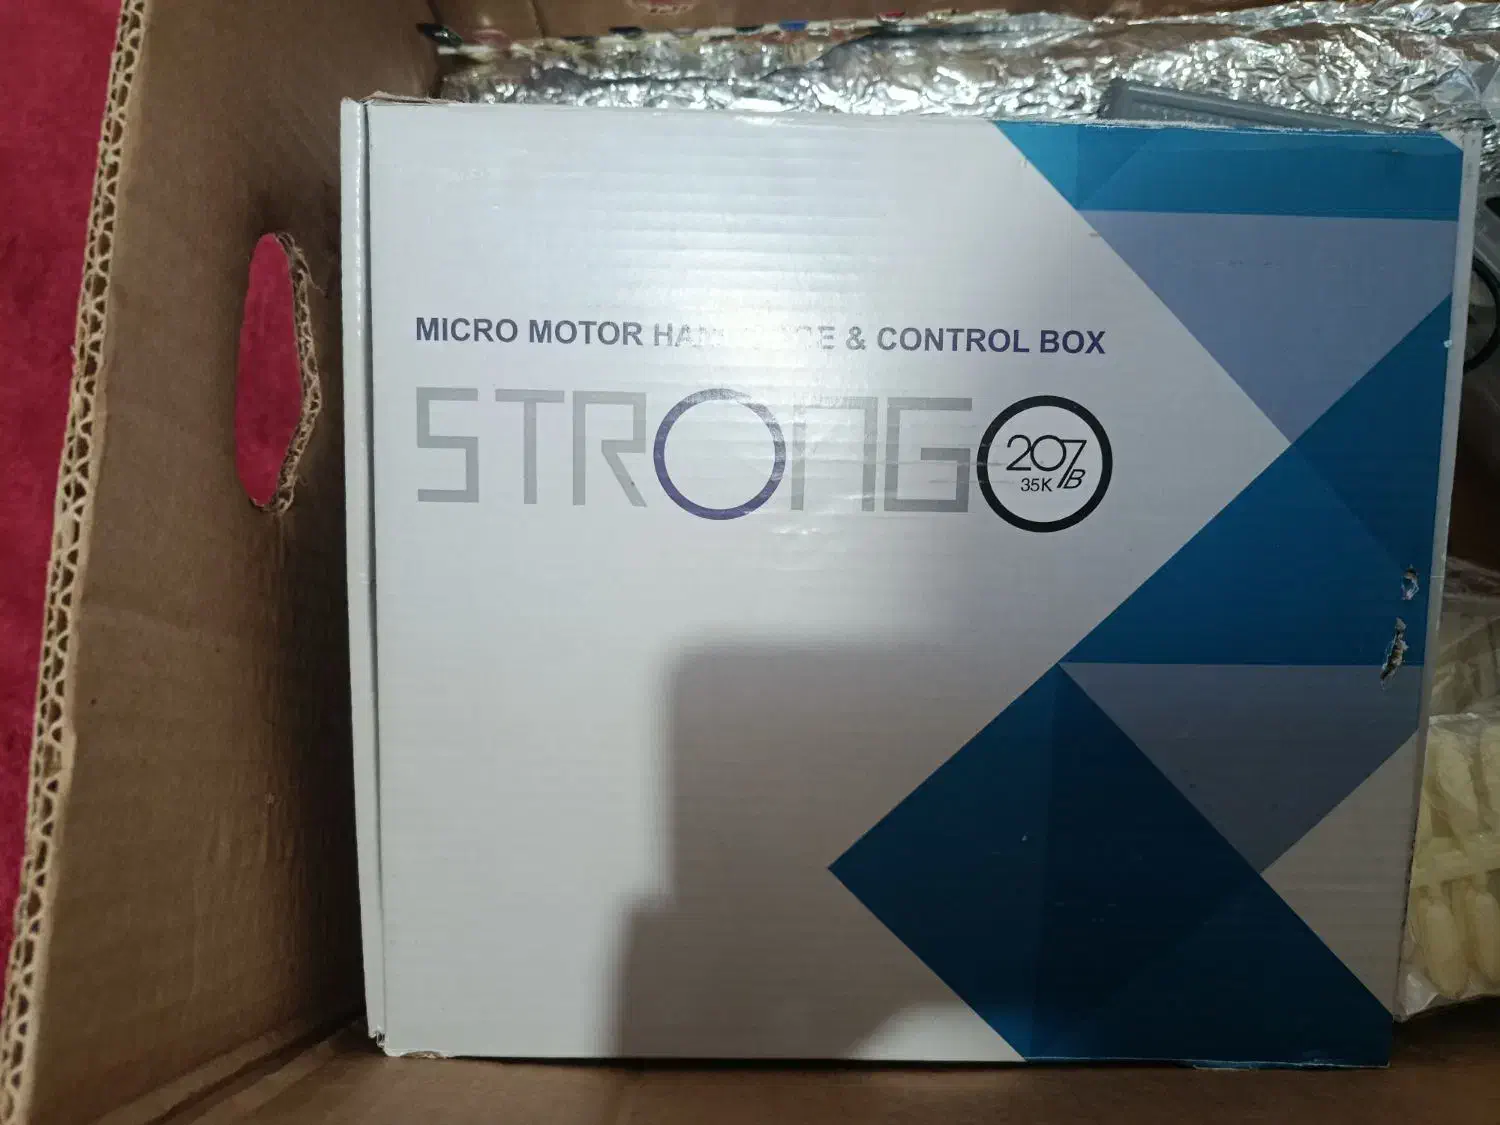 MICRO MOTOR & CONTROL BOX
STRONG
207B
35K